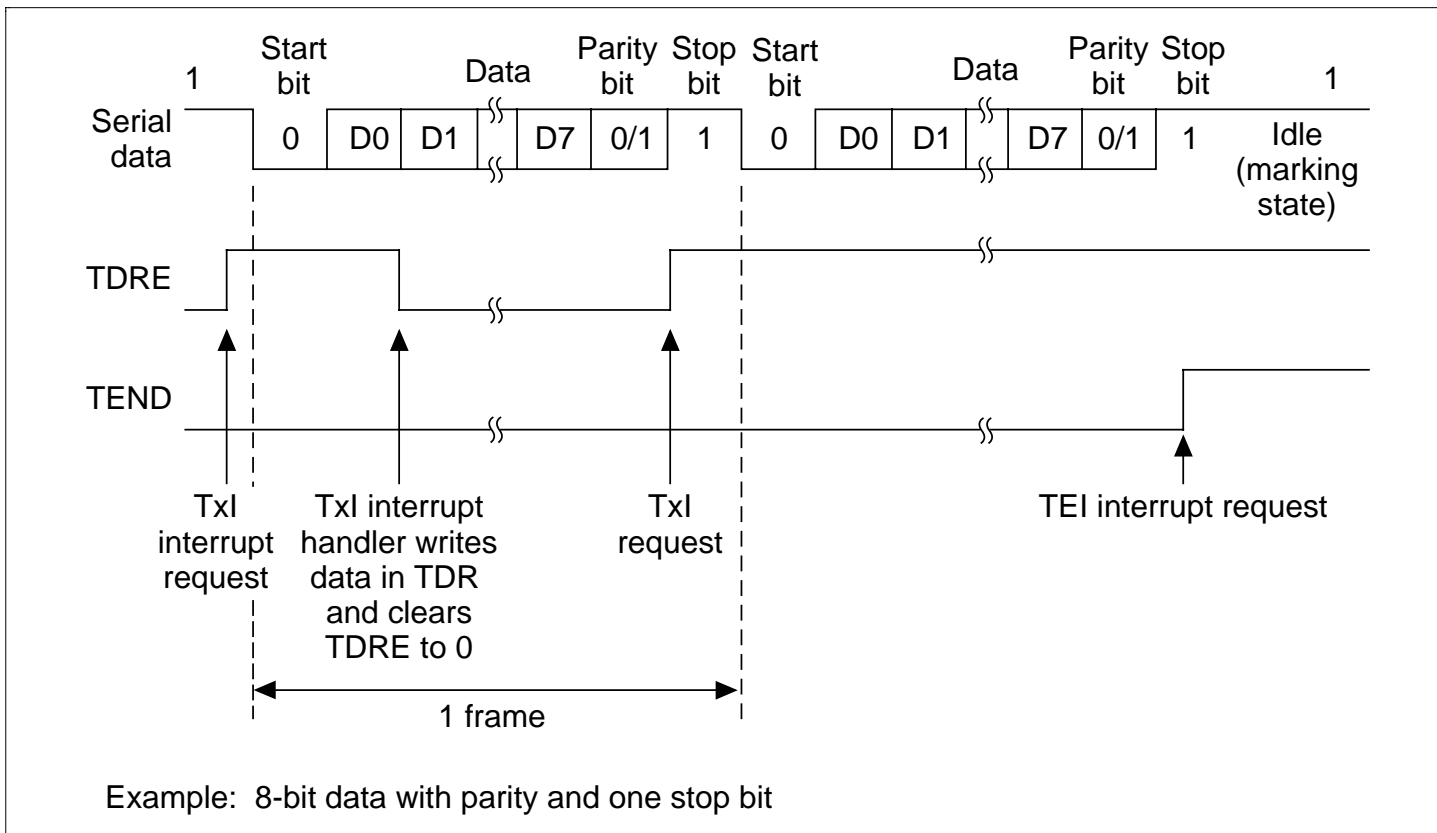 Start
bit
Data
Parity
bit
Stop
bit
Start
bit
Data
Parity
bit
Stop
bit
1
1
Serial
data
0
D0
D1
D7
0/1
1
0
D0
D1
D7
0/1
1
Idle
(marking
state)
TDRE
TEND
TxI
interrupt
request
TxI interrupt
handler writes
data in TDR
and clears
TDRE to 0
TxI
request
TEI interrupt request
1 frame
Example: 8-bit data with parity and one stop bit